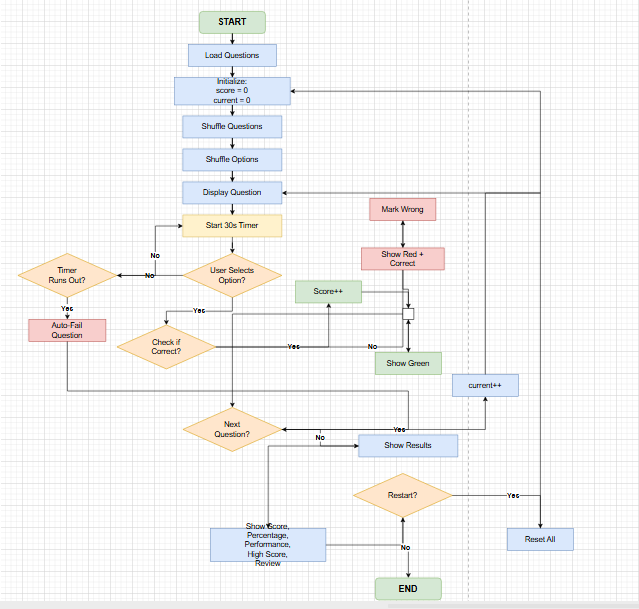 START
Load Questions
Initialize:
score = 0
current = 0
Shuffle Questions
Shuffle Options
Display Question
Mark Wrong
Start 30s Timer
No
Show Red +
Correct
Timer
Runs Out?
No
User Selects
Option?
Score++
Yes
Yes
Auto-Fail
Question
Check if
Correct?
Yes
No
Show Green
current++
Next
Question?
Yes
No
Show Results
Restart?
Yes
Show Score,
Percentage,
Performance,
High Score,
Review
No
Reset All
END